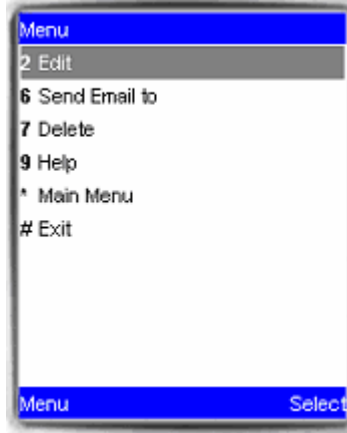 Menu
2 Edit
6 Send Email to
7 Delete
9 Help
* Main Menu
# Exit
Menu Select